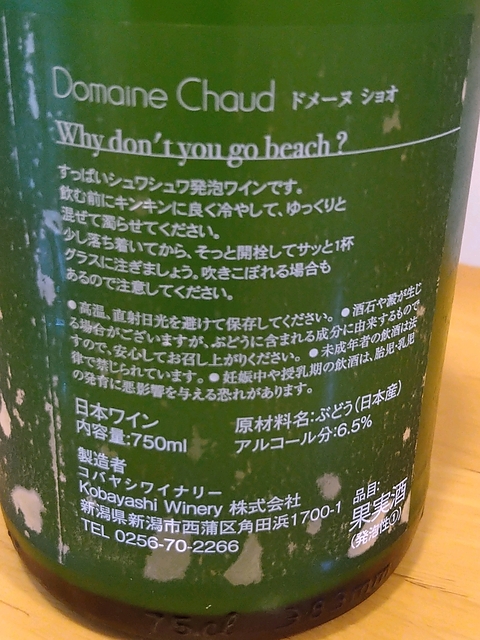 Domaine Chaud ドメーヌ ショオ
Why don't you go beach?
すっぱいシュワシュワ発泡ワインです。
飲む前にキンキンに良く冷やして、ゆっくりと
混ぜて濁らせてください。
少し落ち着いてから、そっと開栓してサッと1杯
グラスに注ぎましょう。吹きこぼれる場合も
あるので注意してください。
●高温、直射日光を避けて保存してください。●酒石や澱が生じ
る場合がございますが、ぶどうに含まれる成分に由来するもので
すので、安心してお召し上がりください。●未成年者の飲酒は法
律で禁じられています。●妊娠中や授乳期の飲酒は、胎児・乳児
の発育に悪影響を与える恐れがあります。
日本ワイン
内容量:750ml
原材料名:ぶどう(日本産)
アルコール分:6.5%
製造者
コバヤシワイナリー
Kobayashi Winery 株式会社
新潟県新潟市西蒲区角田浜1700-1
TEL 0256-70-2266
品目:
果実酒
(発泡性①)
75cl 383mm